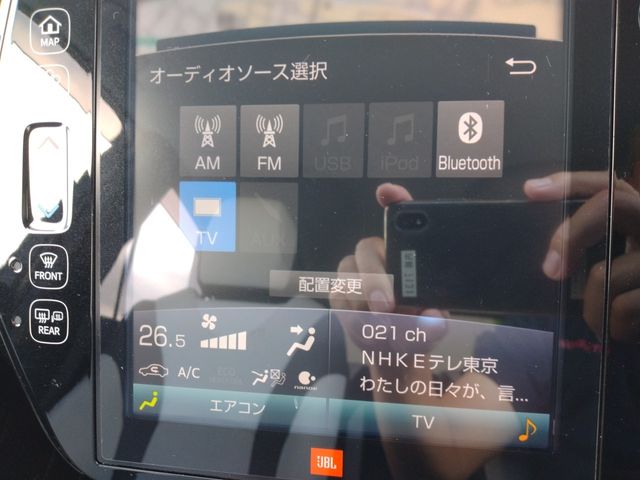 MAP
オーディオソース選択
AM
FM
USB
iPod
Bluetooth
TV
AUX
FRONT
配置変更
REAR
26.5
A/C
ECO
nanoe
021 ch
NHKEテレ東京
わたしの日々が、言...
エアコン
TV
JBL